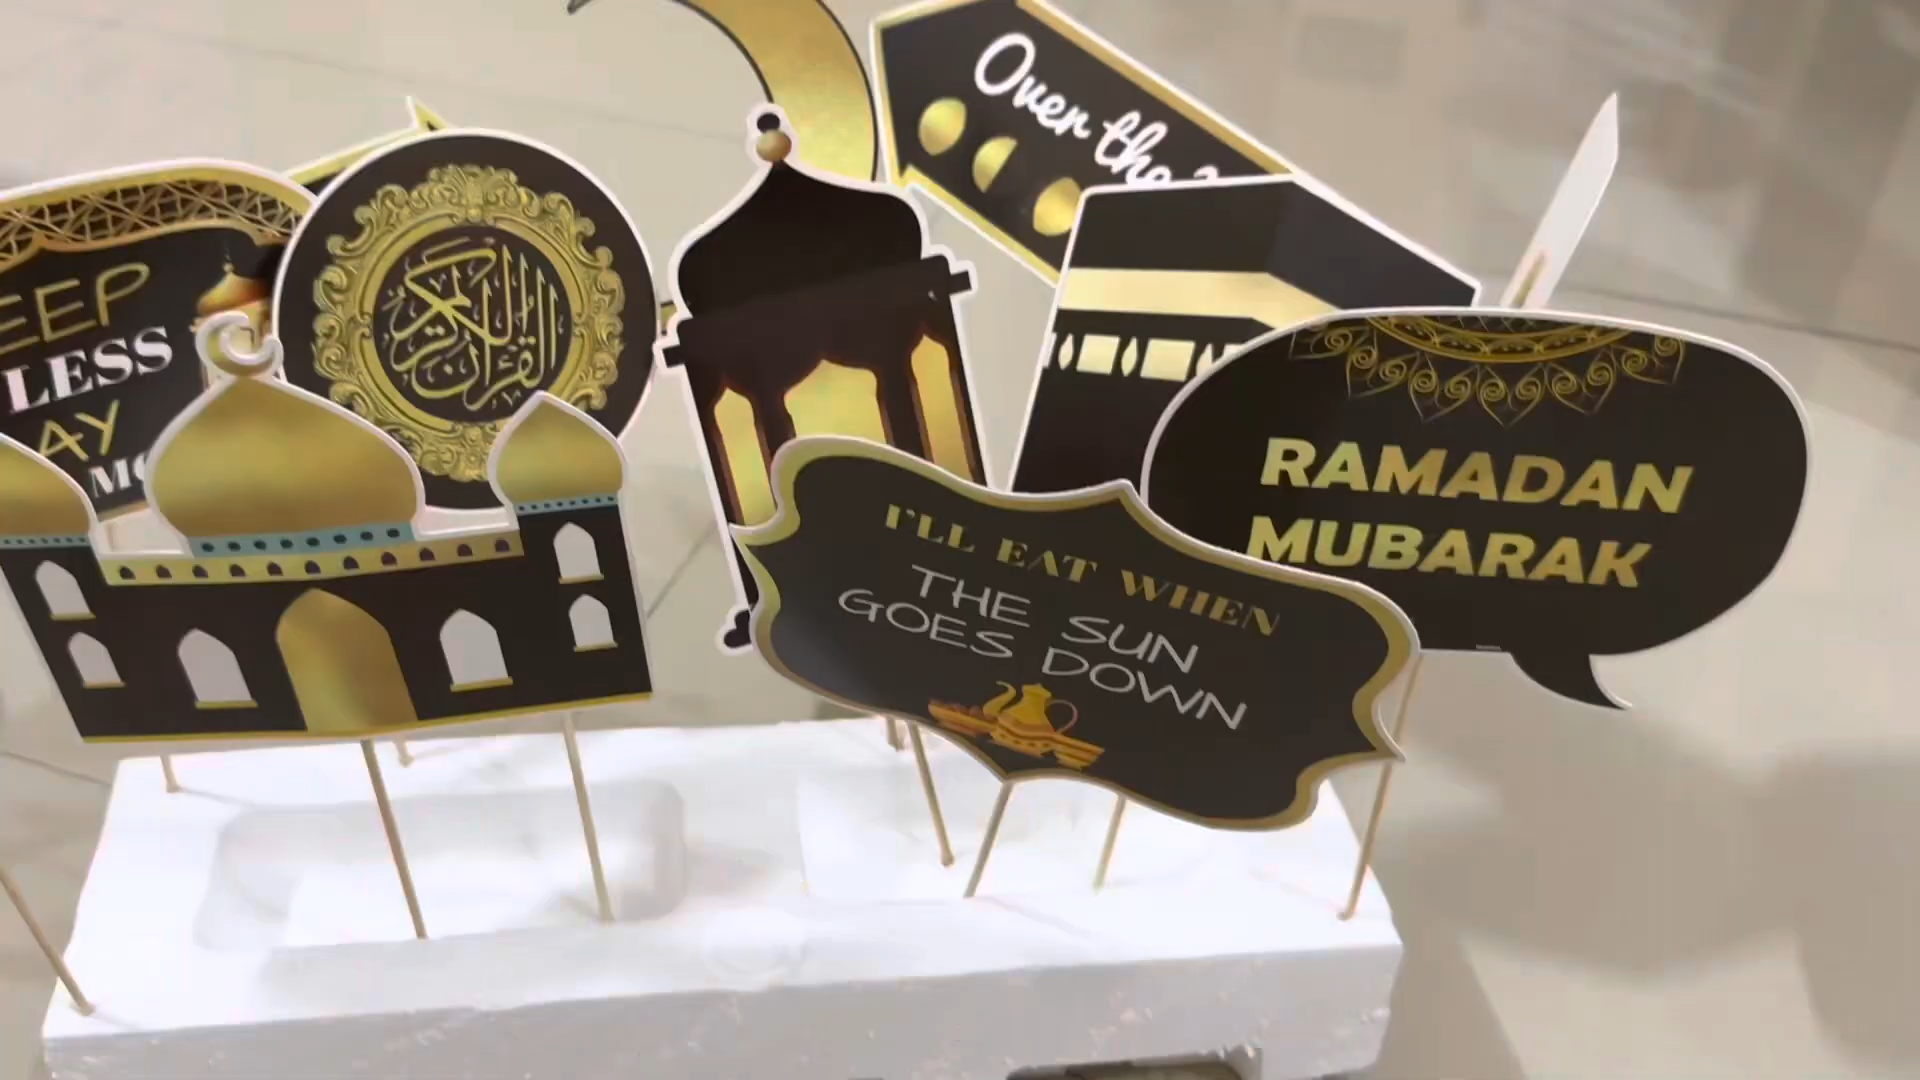 Over the
EEP
LESS
AY
القرآن الكريم
RAMADAN
MUBARAK
I'LL EAT WHEN
THE SUN
GOES DOWN